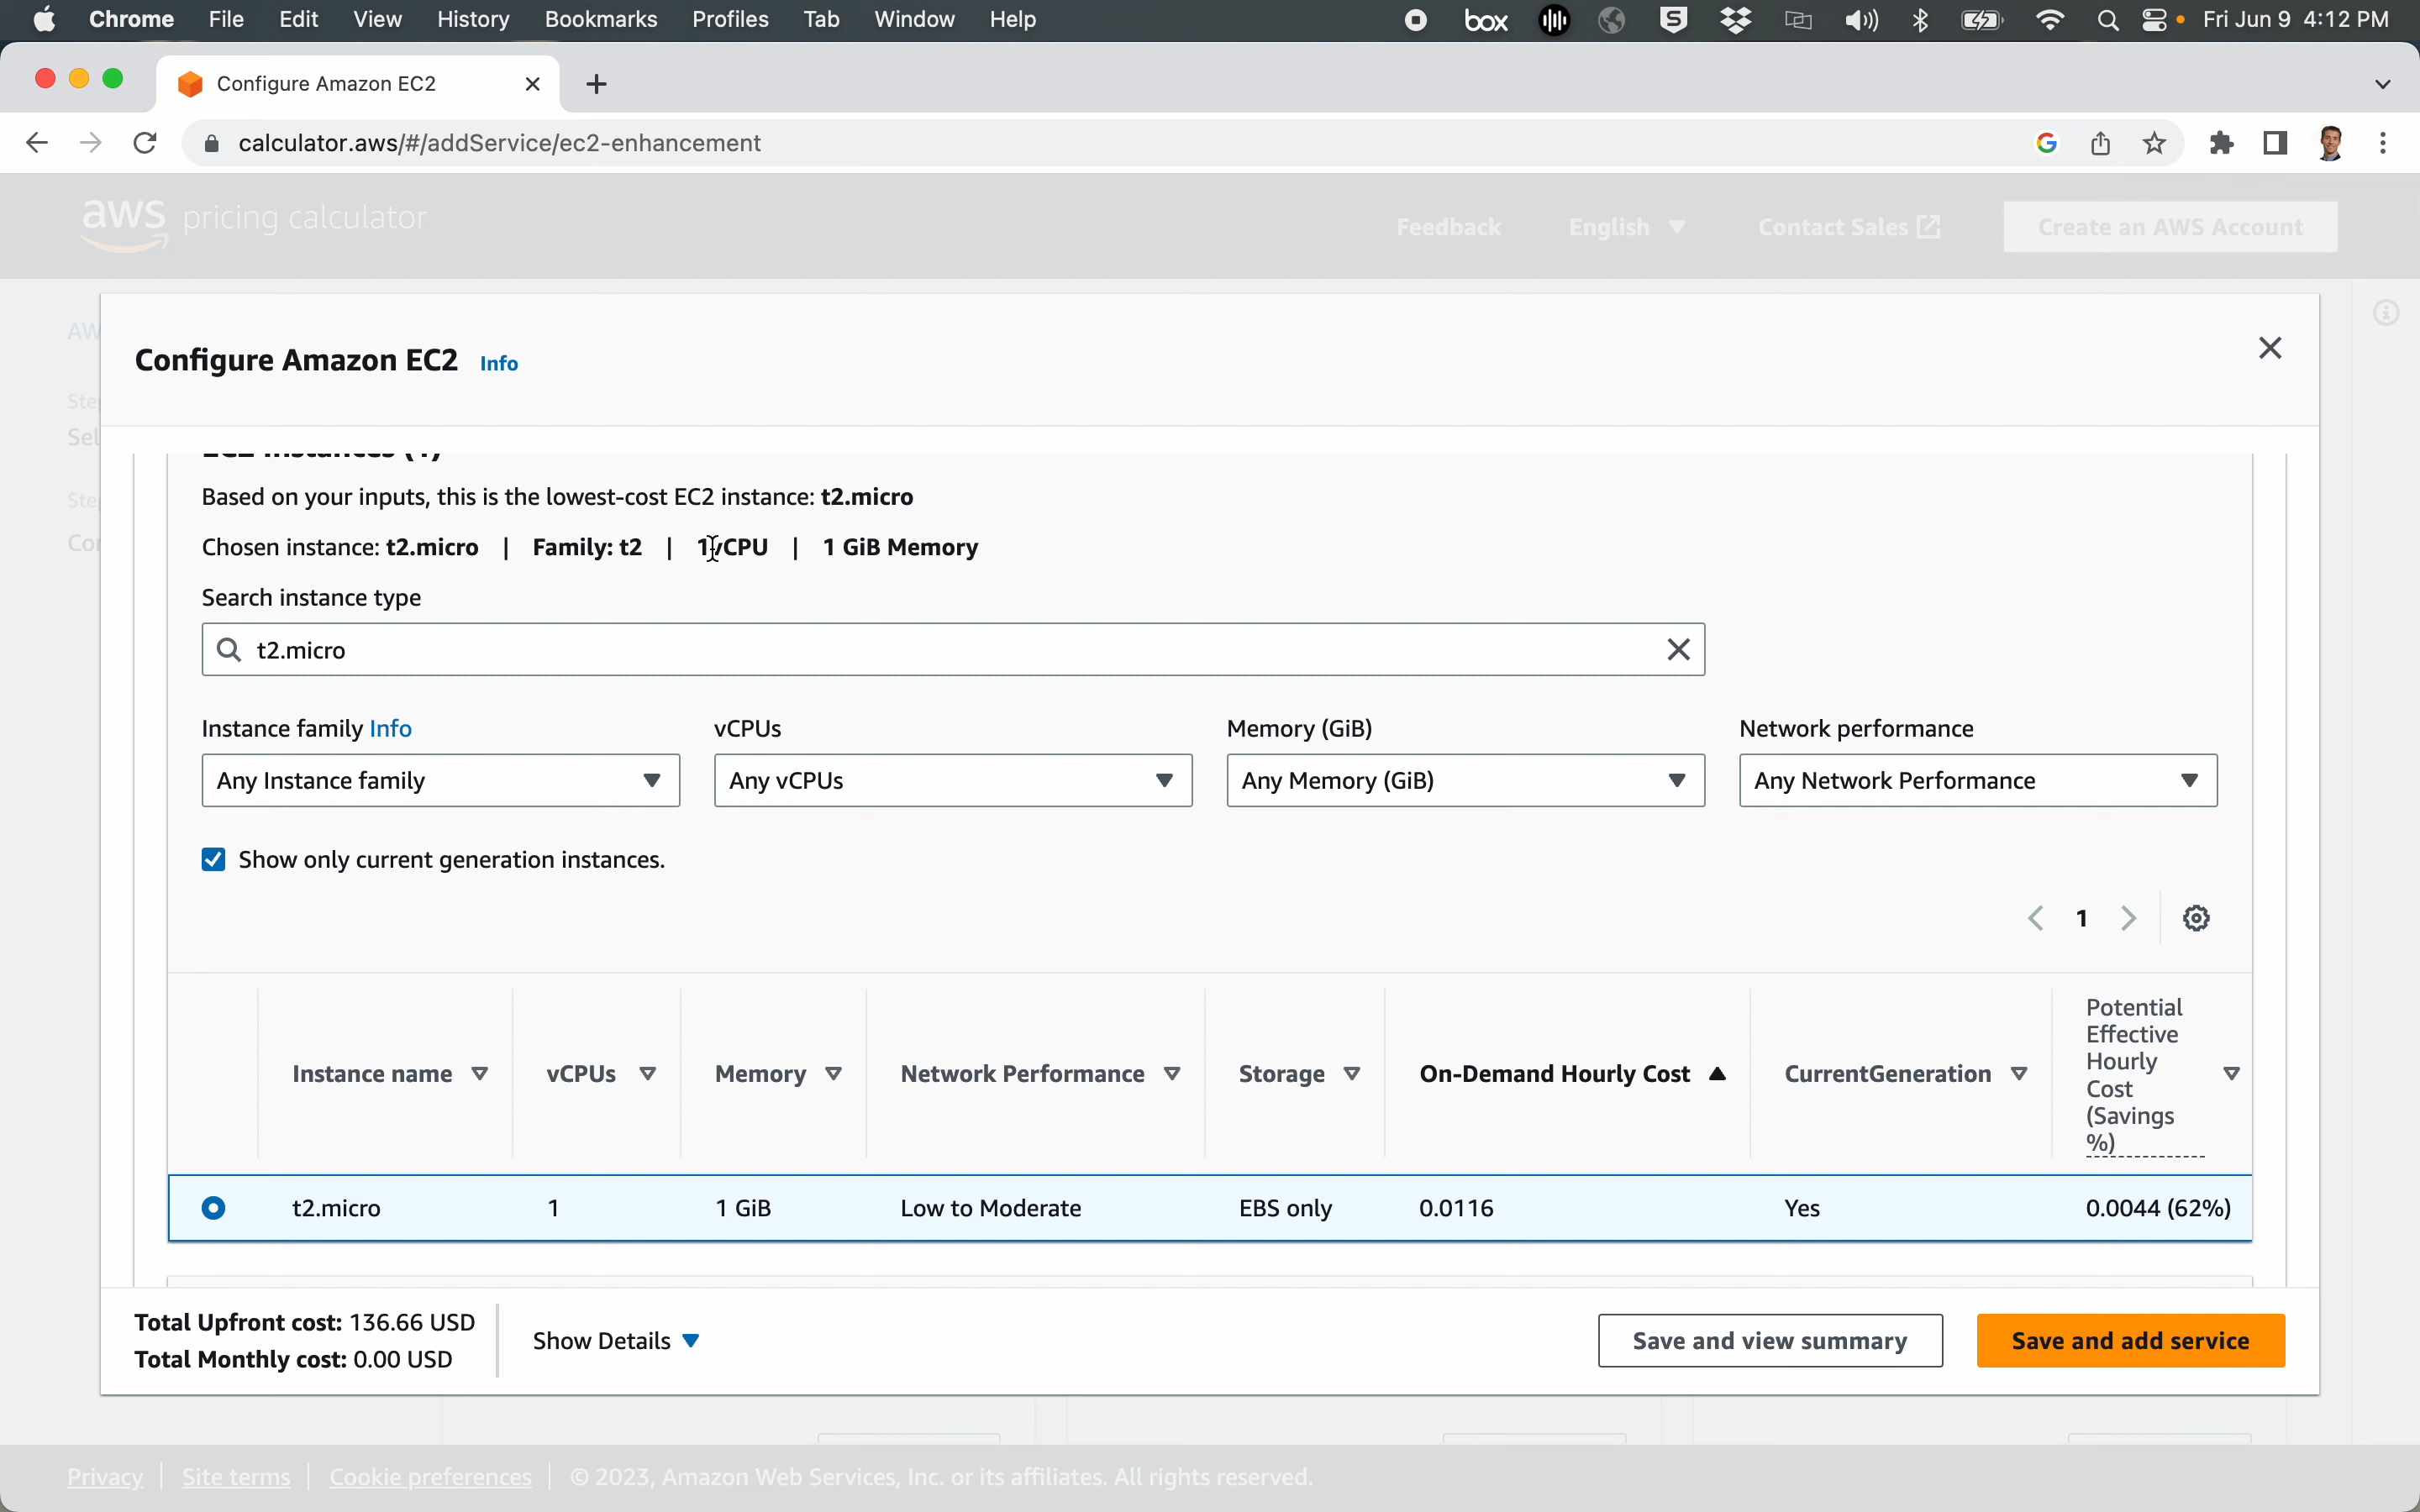 Chrome File Edit View History Bookmarks Profiles Tab Window Help box Fri Jun 9 4:12 PM
Configure Amazon EC2
calculator.aws/#/addService/ec2-enhancement
aws pricing calculator Feedback English Contact Sales Create an AWS Account
AW
Configure Amazon EC2 Info
Ste
Sel
EC2 Instances (1)
Based on your inputs, this is the lowest-cost EC2 instance: t2.micro
Ste
Chosen instance: t2.micro | Family: t2 | 1 vCPU | 1 GiB Memory
Con
Search instance type
t2.micro
Instance family Info vCPUs Memory (GiB) Network performance
Any Instance family Any vCPUs Any Memory (GiB) Any Network Performance
Show only current generation instances.
1
Instance name vCPUs Memory Network Performance Storage On-Demand Hourly Cost CurrentGeneration Potential
Effective
Hourly
Cost
(Savings
%)
t2.micro 1 1 GiB Low to Moderate EBS only 0.0116 Yes 0.0044 (62%)
Total Upfront cost: 136.66 USD
Total Monthly cost: 0.00 USD
Show Details Save and view summary Save and add service
Privacy | Site terms | Cookie preferences | © 2023, Amazon Web Services, Inc. or its affiliates. All rights reserved.